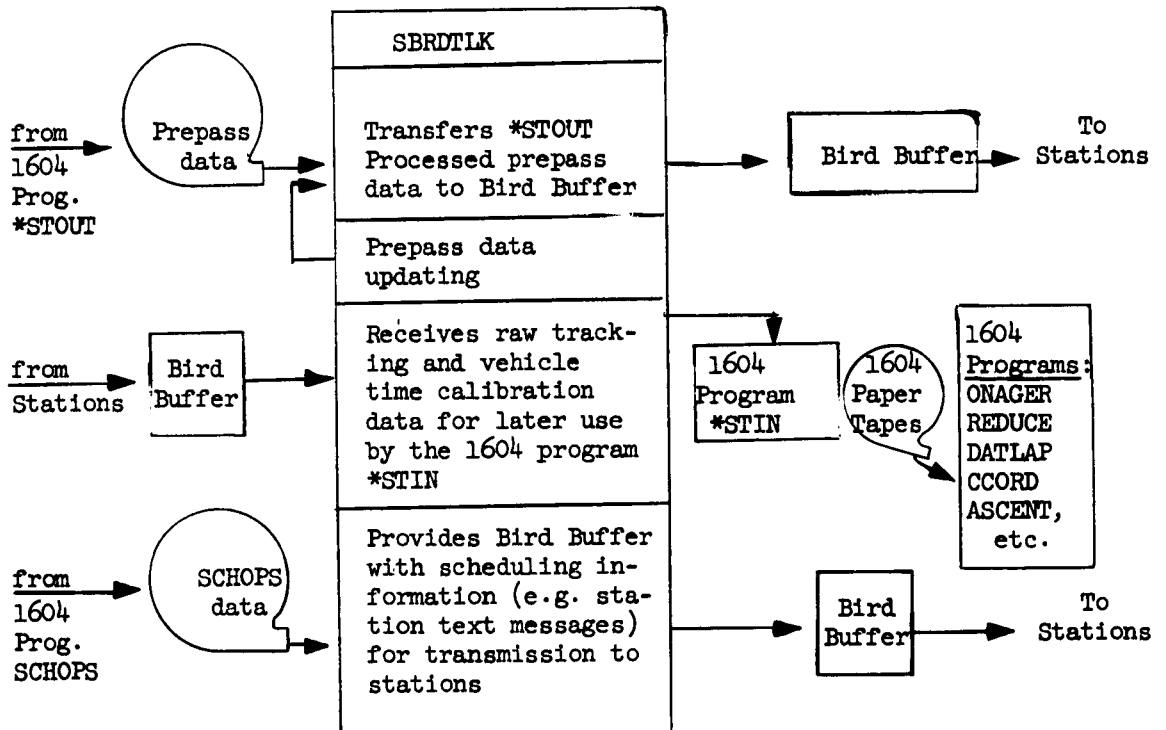 SBRDTLK
from
1604
Prog.
*STOUT
Prepass
data
Transfers *STOUT
Processed prepass
data to Bird Buffer
Bird Buffer
To
Stations
Prepass data
updating
from
Stations
Bird
Buffer
Receives raw track-
ing and vehicle
time calibration
data for later use
by the 1604 program
*STIN
1604
Program
*STIN
1604
Paper
Tapes
1604
Programs:
ONAGER
REDUCE
DATLAP
CCORD
ASCENT,
etc.
from
1604
Prog.
SCHOPS
SCHOPS
data
Provides Bird Buffer
with scheduling in-
formation (e.g. sta-
tion text messages)
for transmission to
stations
Bird
Buffer
To
Stations